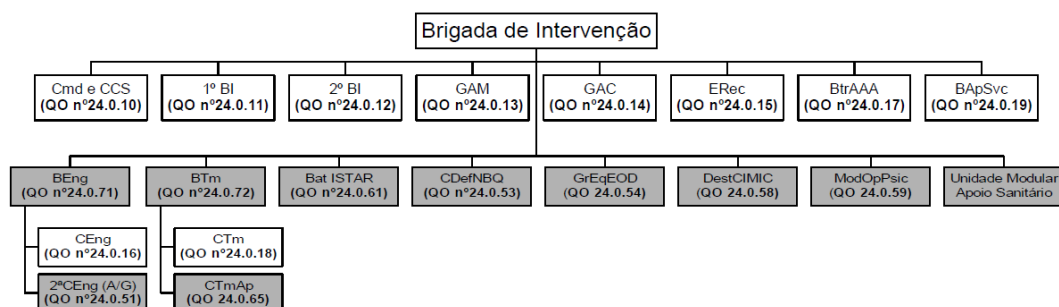 Brigada de Intervenção
Cmd e CCS
(QO nº24.0.10)
1º BI
(QO nº24.0.11)
2º BI
(QO nº24.0.12)
GAM
(QO nº24.0.13)
GAC
(QO nº24.0.14)
ERec
(QO nº24.0.15)
BtrAAA
(QO nº24.0.17)
BApSvc
(QO nº24.0.19)
BEng
(QO nº24.0.71)
BTm
(QO nº24.0.72)
Bat ISTAR
(QO nº24.0.61)
CDefNBQ
(QO nº24.0.53)
GrEqEOD
(QO 24.0.54)
DestCIMIC
(QO 24.0.58)
ModOpPsic
(QO 24.0.59)
Unidade Modular
Apoio Sanitário
CEng
(QO nº24.0.16)
CTm
(QO nº24.0.18)
2ªCEng (A/G)
(QO nº24.0.51)
CTmAp
(QO 24.0.65)